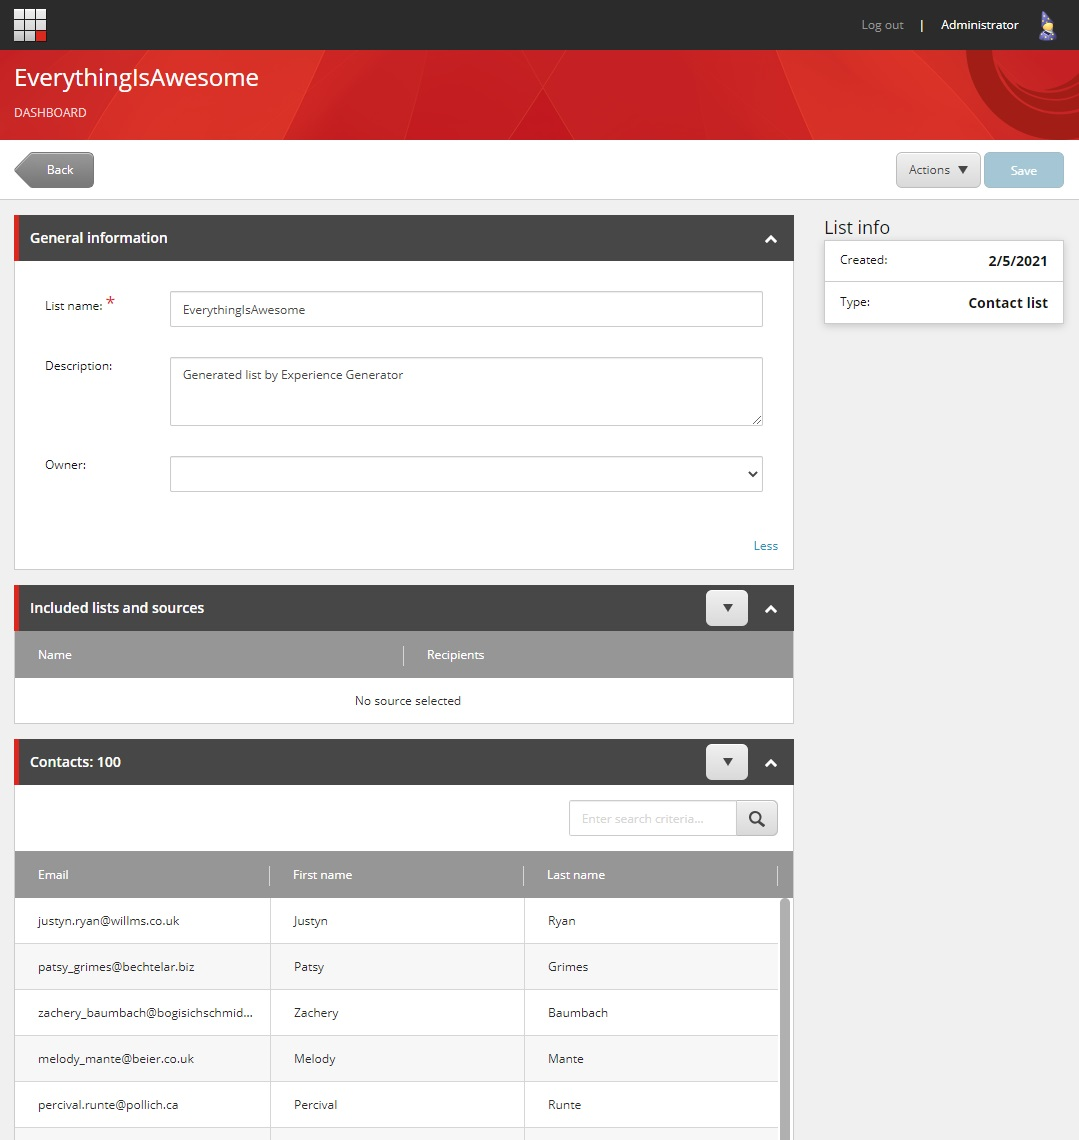 Log out | Administrator
EverythingIsAwesome
DASHBOARD
Back
Actions
Save
General information
List name: *
EverythingIsAwesome
Description:
Generated list by Experience Generator
Owner:
Less
List info
Created: 2/5/2021
Type: Contact list
Included lists and sources
Name Recipients
No source selected
Contacts: 100
Enter search criteria...
Email First name Last name
justyn.ryan@willms.co.uk Justyn Ryan
patsy_grimes@bechtelar.biz Patsy Grimes
zachery_baumbach@bogisichschmid... Zachery Baumbach
melody_mante@beier.co.uk Melody Mante
percival.runte@pollich.ca Percival Runte